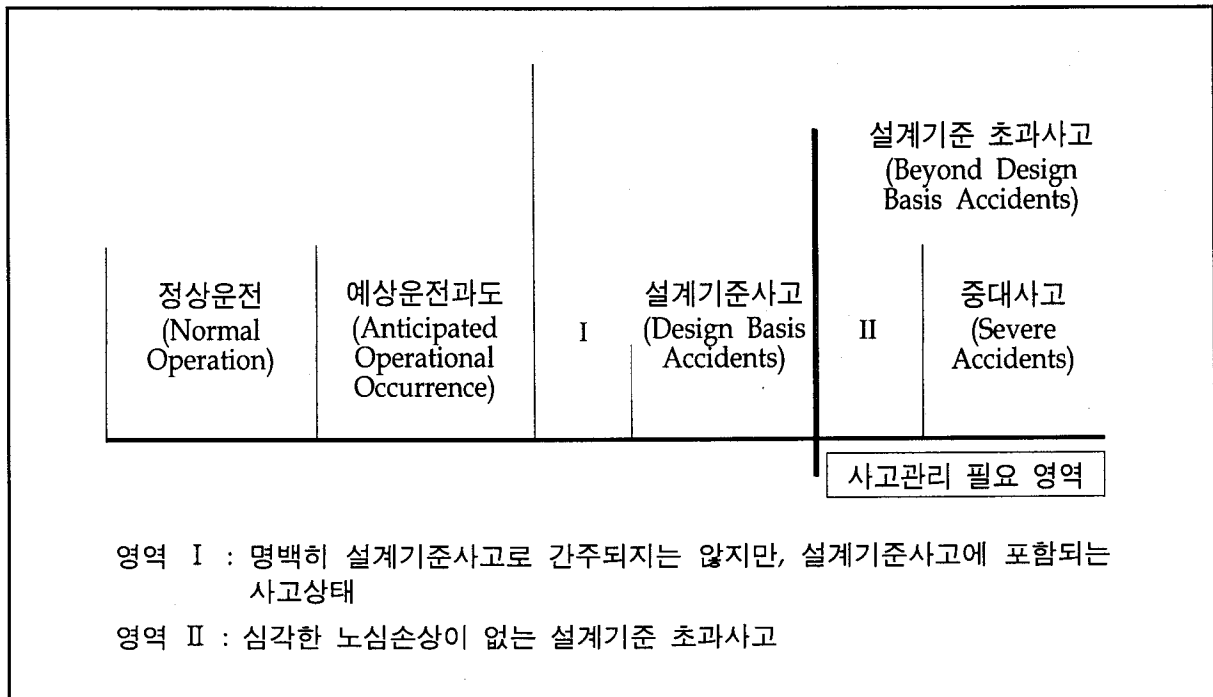 설계기준 초과사고
(Beyond Design
Basis Accidents)
정상운전
(Normal
Operation)
예상운전과도
(Anticipated
Operational
Occurrence)
I
설계기준사고
(Design Basis
Accidents)
II
중대사고
(Severe
Accidents)
사고관리 필요 영역
영역 I : 명백히 설계기준사고로 간주되지는 않지만, 설계기준사고에 포함되는
사고상태
영역 II : 심각한 노심손상이 없는 설계기준 초과사고